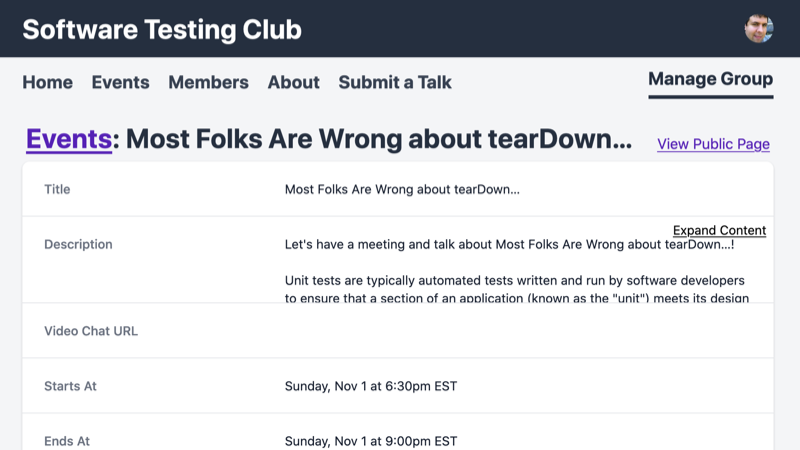 Software Testing Club
Home Events Members About Submit a Talk Manage Group
Events: Most Folks Are Wrong about tearDown... View Public Page
Title Most Folks Are Wrong about tearDown...
Expand Content
Description Let's have a meeting and talk about Most Folks Are Wrong about tearDown...!
Unit tests are typically automated tests written and run by software developers
to ensure that a section of an application (known as the "unit") meets its design
Video Chat URL
Starts At Sunday, Nov 1 at 6:30pm EST
Ends At Sunday, Nov 1 at 9:00pm EST